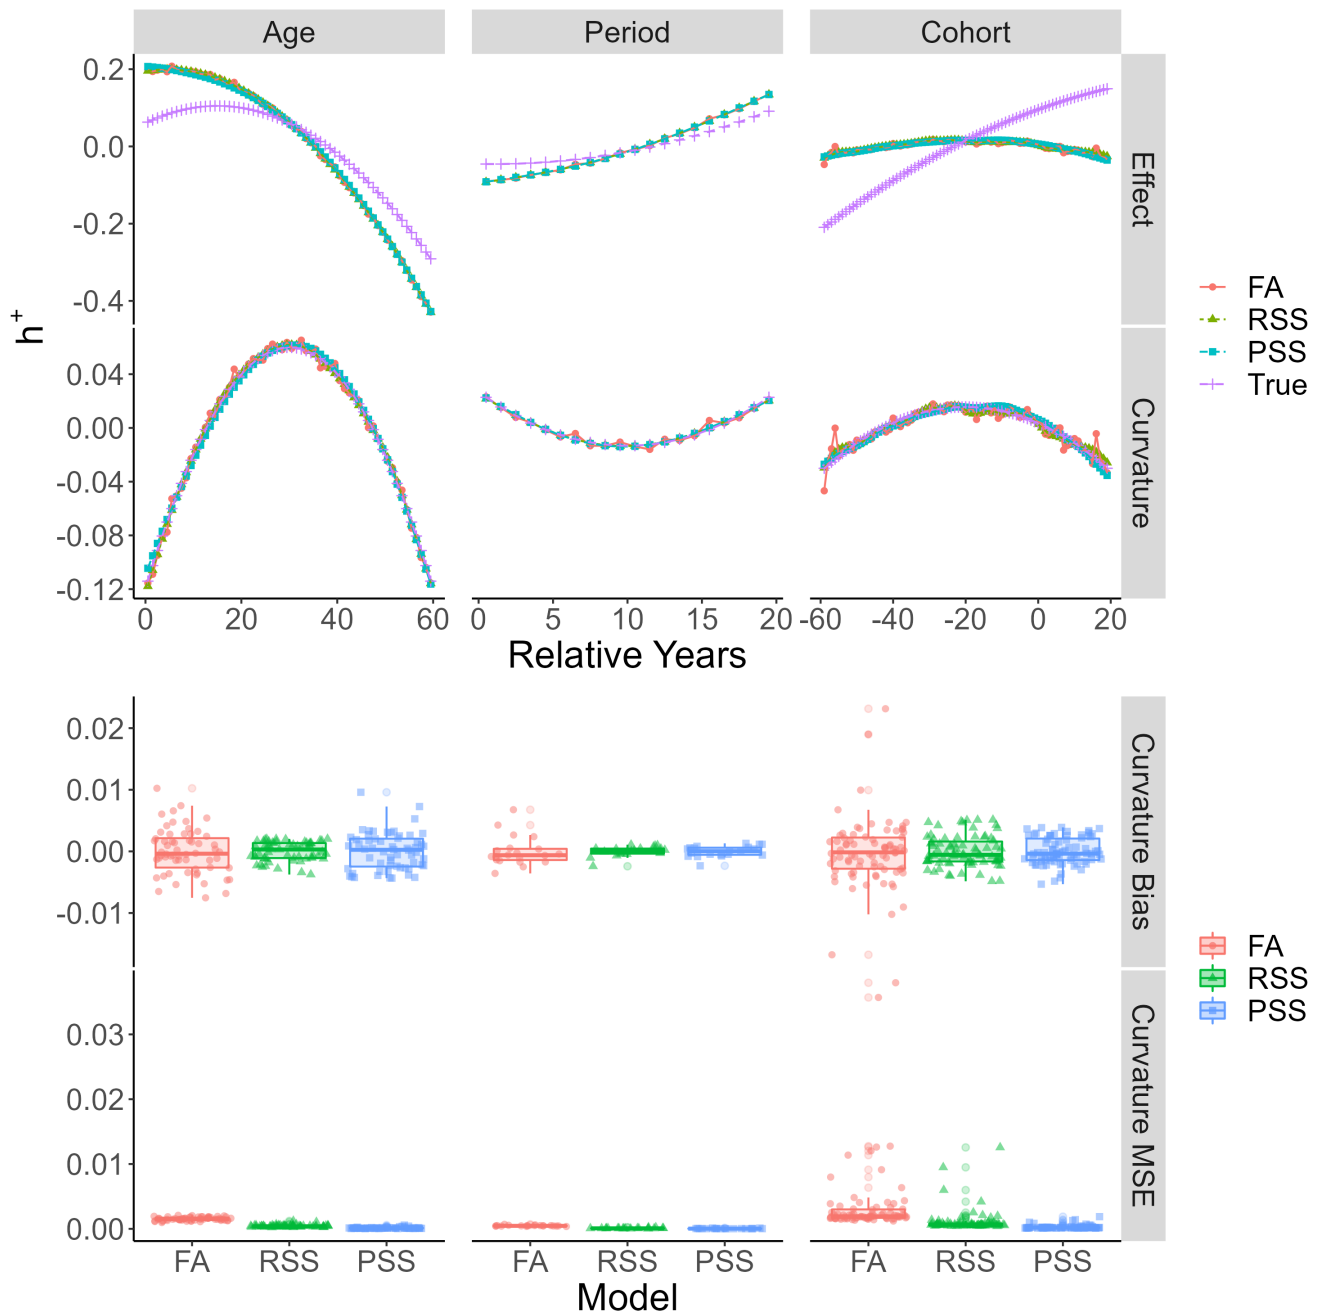 Age Period Cohort
0.2
0.0
-0.2
-0.4
Effect
h+
0.04
0.00
-0.04
-0.08
-0.12
Curvature
0 20 40 60 0 5 10 15 20 -60 -40 -20 0 20
Relative Years
FA
RSS
PSS
True
0.02
0.01
0.00
-0.01
Curvature Bias
0.03
0.02
0.01
0.00
Curvature MSE
FA RSS PSS FA RSS PSS FA RSS PSS
Model
FA
RSS
PSS